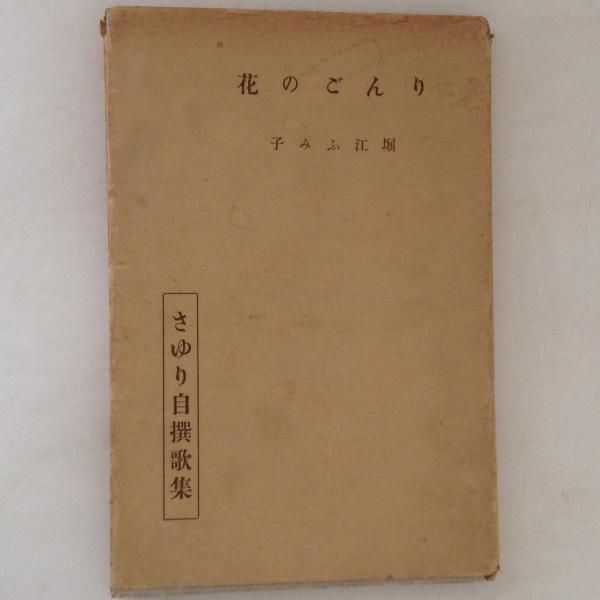 りんごの花
堀江ふみ子
さゆり自撰歌集